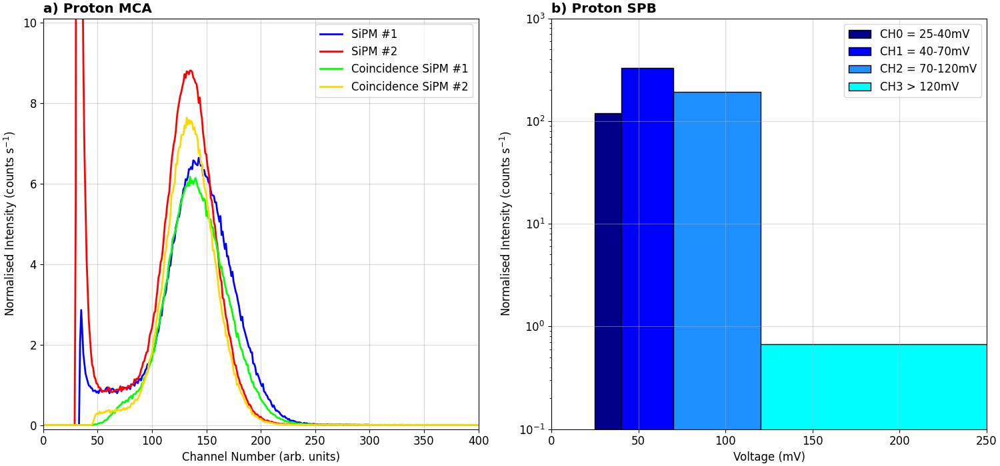 a) Proton MCA
Normalised Intensity (counts s⁻¹)
10
8
6
4
2
0
0 50 100 150 200 250 300 350 400
Channel Number (arb. units)
SiPM #1
SiPM #2
Coincidence SiPM #1
Coincidence SiPM #2
b) Proton SPB
Normalised Intensity (counts s⁻¹)
10³
10²
10¹
10⁰
10⁻¹
0 50 100 150 200 250
Voltage (mV)
CH0 = 25-40mV
CH1 = 40-70mV
CH2 = 70-120mV
CH3 > 120mV